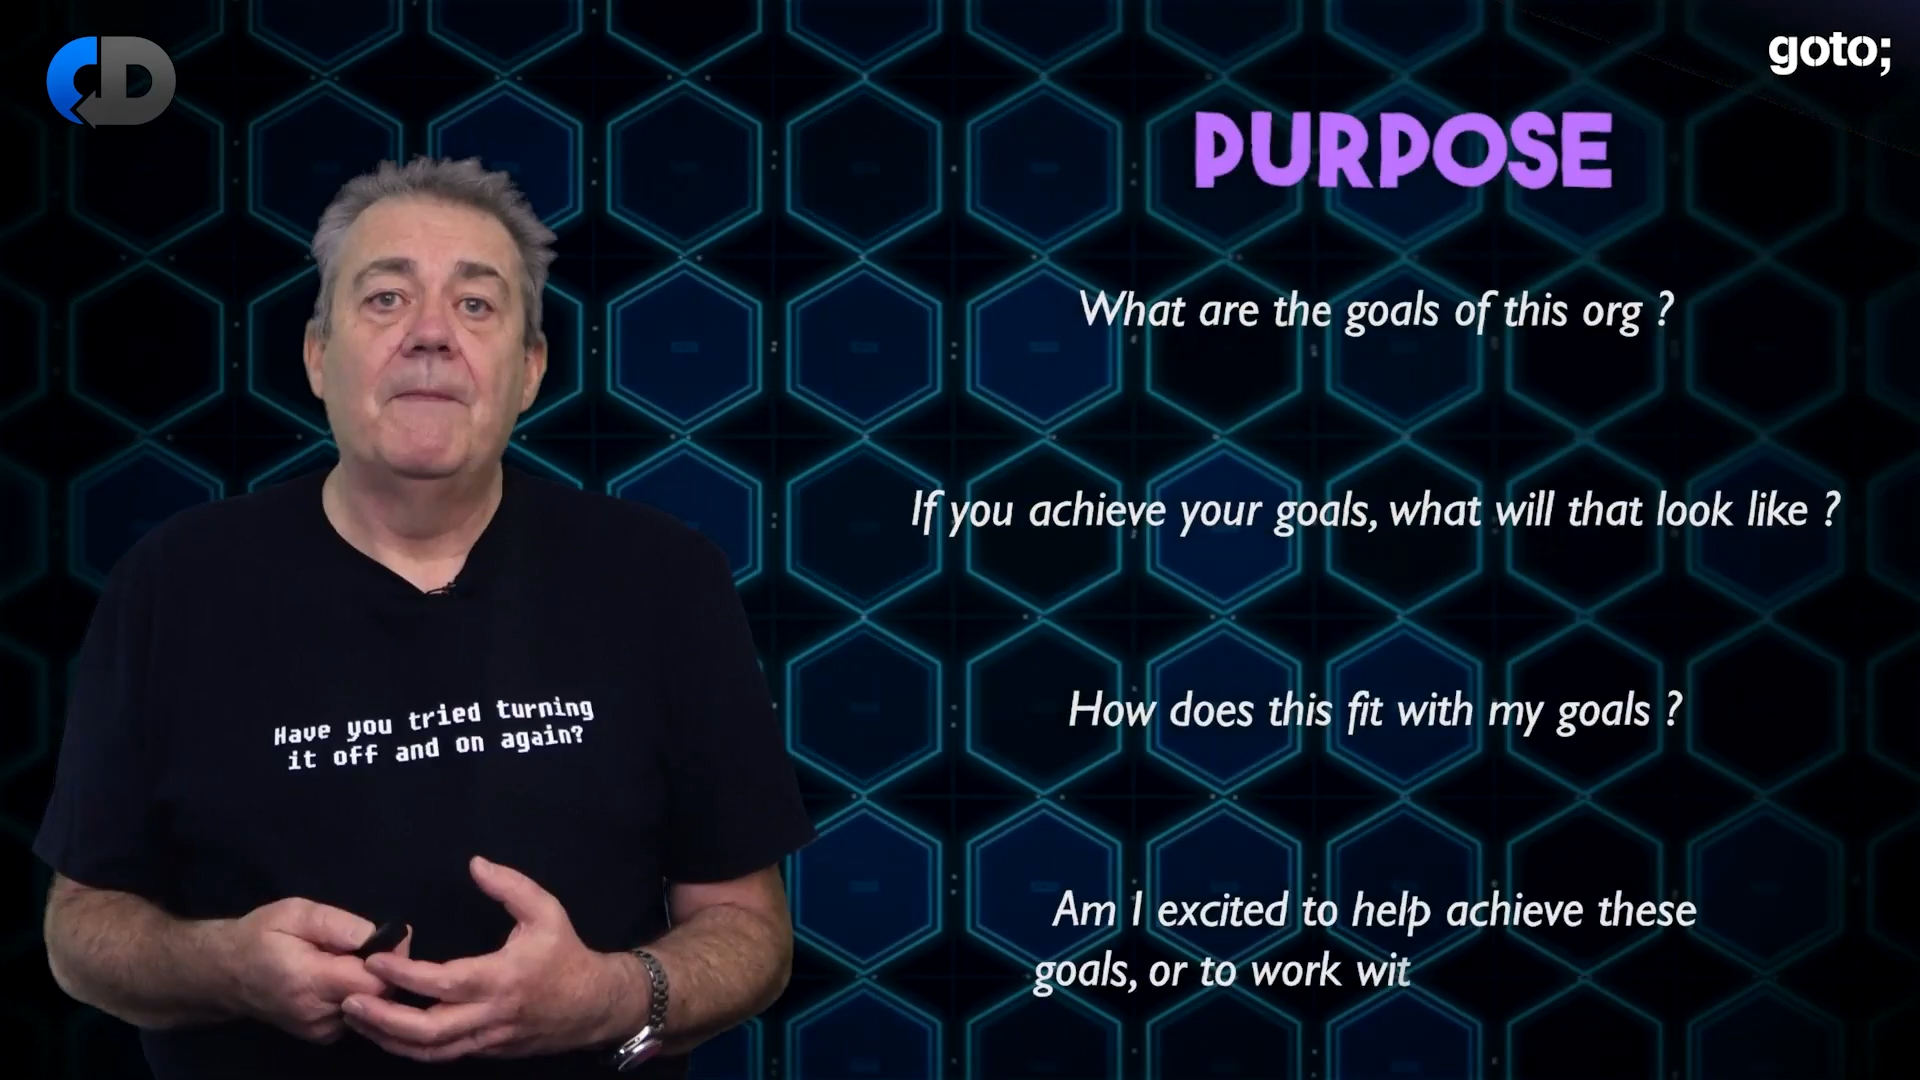 CD
goto;
PURPOSE
What are the goals of this org ?
If you achieve your goals, what will that look like ?
How does this fit with my goals ?
Am I excited to help achieve these
goals, or to work wit
Have you tried turning
it off and on again?